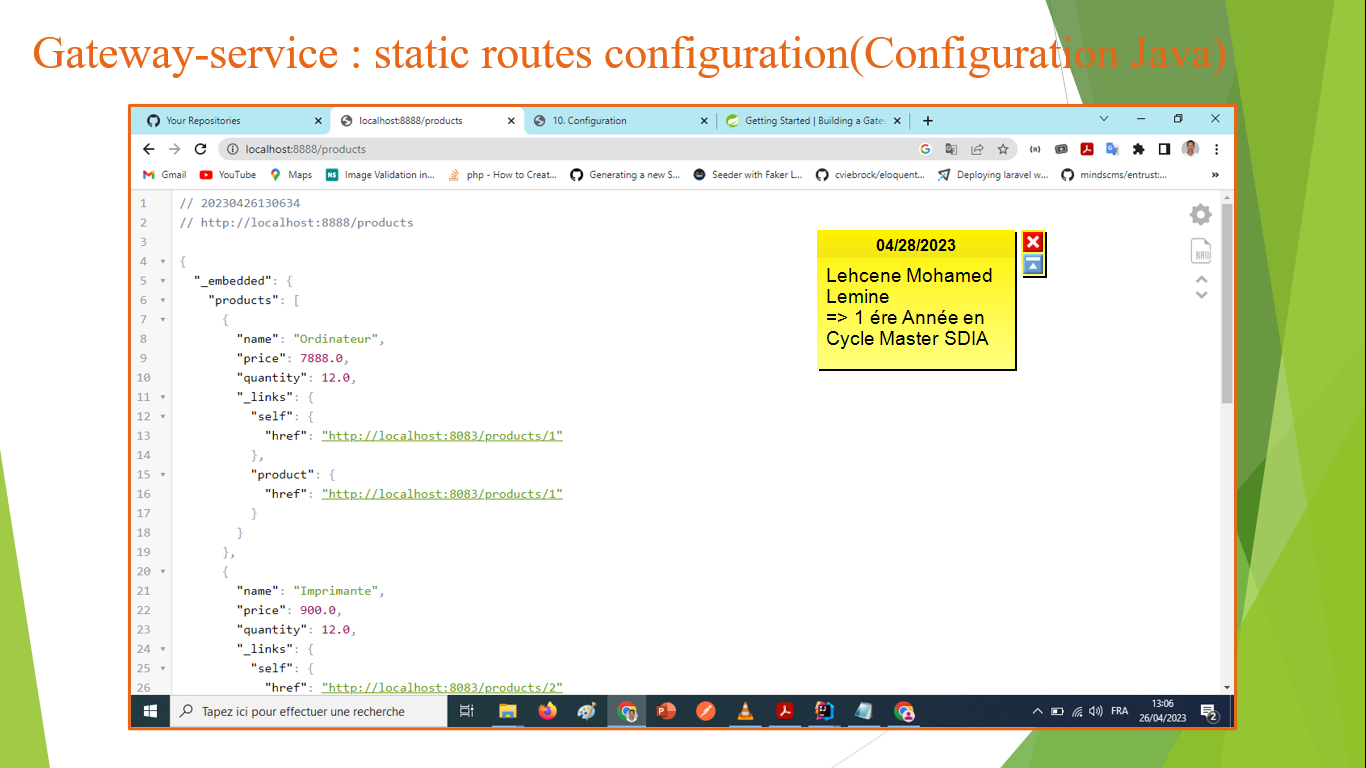 Gateway-service : static routes configuration(Configuration Java)
Your Repositories
localhost:8888/products
10. Configuration
Getting Started | Building a Gate
localhost:8888/products
Gmail
YouTube
Maps
Image Validation in...
php - How to Creat...
Generating a new S...
Seeder with Faker L...
cviebrock/eloquent...
Deploying laravel w...
mindscms/entrust:...
»
1 // 20230426130634
2 // http://localhost:8888/products
3
4 {
5 "_embedded": {
6 "products": [
7 {
8 "name": "Ordinateur",
9 "price": 7888.0,
10 "quantity": 12.0,
11 "_links": {
12 "self": {
13 "href": "http://localhost:8083/products/1"
14 },
15 "product": {
16 "href": "http://localhost:8083/products/1"
17 }
18 }
19 },
20 {
21 "name": "Imprimante",
22 "price": 900.0,
23 "quantity": 12.0,
24 "_links": {
25 "self": {
26 "href": "http://localhost:8083/products/2"
RAW
04/28/2023
Lehcene Mohamed
Lemine
=> 1 ére Année en
Cycle Master SDIA
Tapez ici pour effectuer une recherche
FRA
13:06
26/04/2023
2